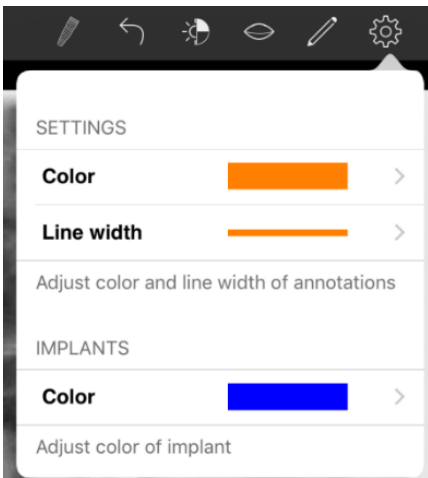 SETTINGS
Color
Line width
Adjust color and line width of annotations
IMPLANTS
Color
Adjust color of implant